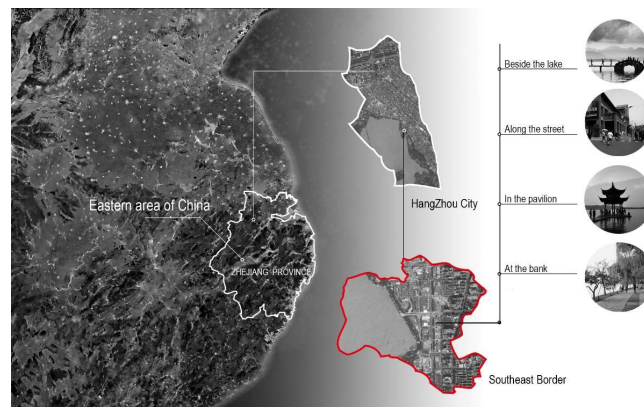 Beside the lake
Along the street
Eastern area of China
In the pavilion
HangZhou City
ZHEJIANG PROVINCE
At the bank
Southeast Border